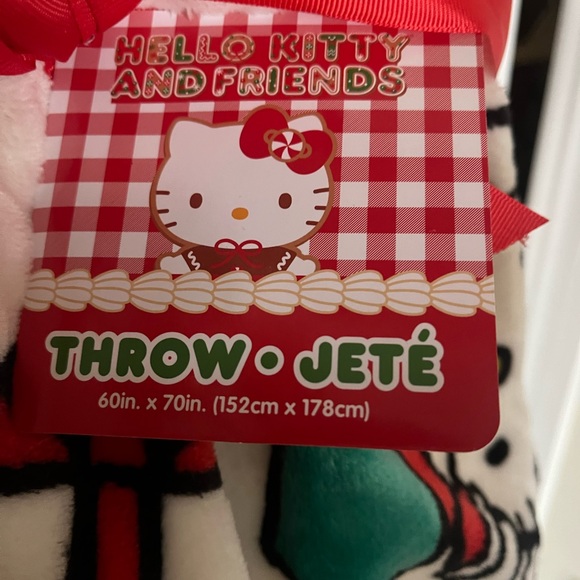 HELLO KITTY
AND FRIENDS
THROW • JETÉ
60in. x 70in. (152cm x 178cm)